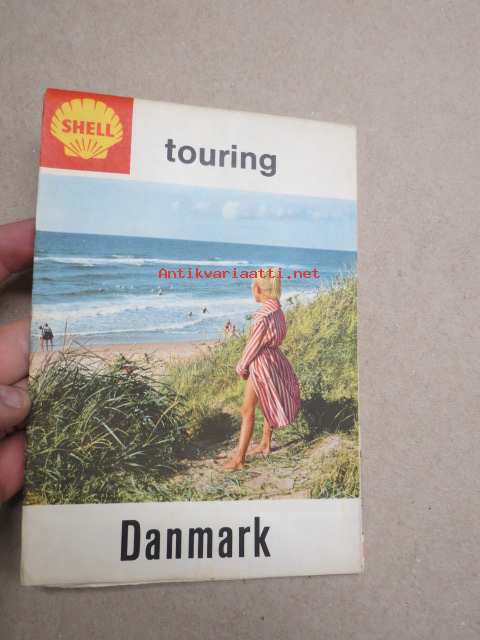 SHELL
touring
Antikvariaatti.net
Danmark